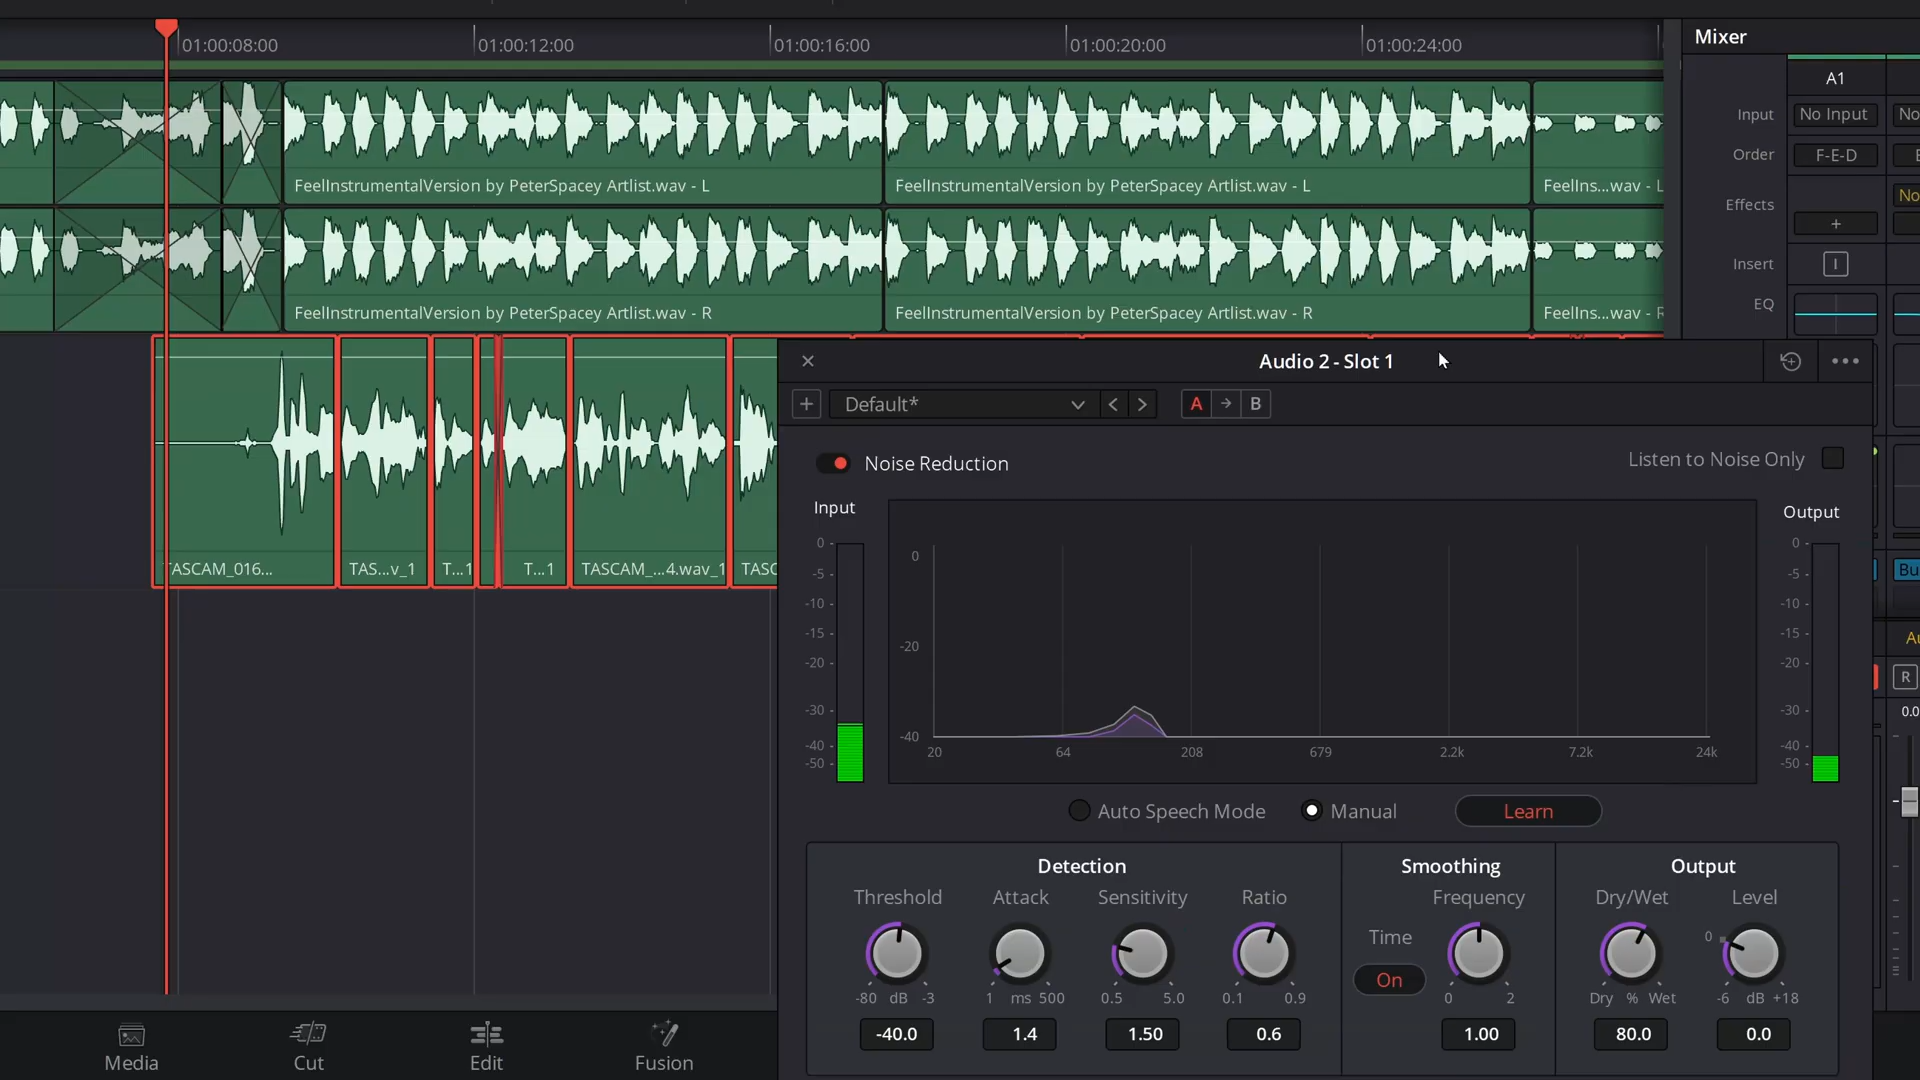 Mixer
01:00:08:00 01:00:12:00 01:00:16:00 01:00:20:00 01:00:24:00
A1
Input No Input No
Order F-E-D
Effects + No
Insert I
EQ
FeelInstrumentalVersion by PeterSpacey Artlist.wav - L
FeelInstrumentalVersion by PeterSpacey Artlist.wav - L
FeelIns...wav - L
FeelInstrumentalVersion by PeterSpacey Artlist.wav - R
FeelInstrumentalVersion by PeterSpacey Artlist.wav - R
FeelIns...wav - R
TASCAM_016... TAS...v_1 T...1 T...1 TASCAM_...4.wav_1 TASC
Audio 2 - Slot 1
Default* A B
Noise Reduction
Listen to Noise Only
Input
0 -5 -10 -15 -20 -30 -40 -50
0 -20 -40
20 64 208 679 2.2k 7.2k 24k
Output
0 -5 -10 -15 -20 -30 -40 -50
Bu
R
0.0
Auto Speech Mode Manual Learn
Detection Smoothing Output
Threshold Attack Sensitivity Ratio Frequency Dry/Wet Level
Time
On
0
-80 dB -3 1 ms 500 0.5 5.0 0.1 0.9 0 2 Dry % Wet -6 dB +18
-40.0 1.4 1.50 0.6 1.00 80.0 0.0
Media Cut Edit Fusion